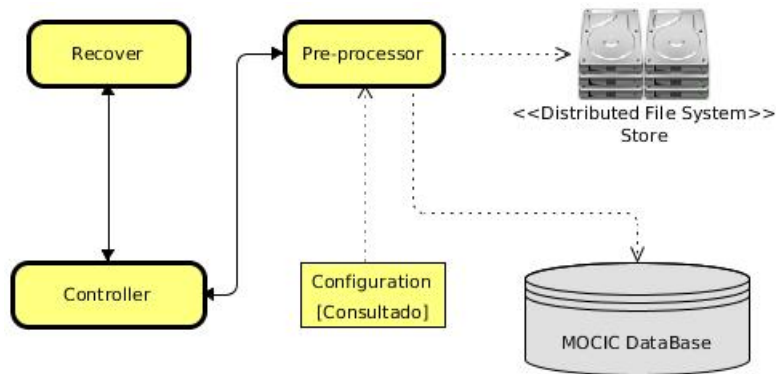 Recover
Pre-processor
<<Distributed File System>>
Store
Controller
Configuration
[Consultado]
MOCIC DataBase